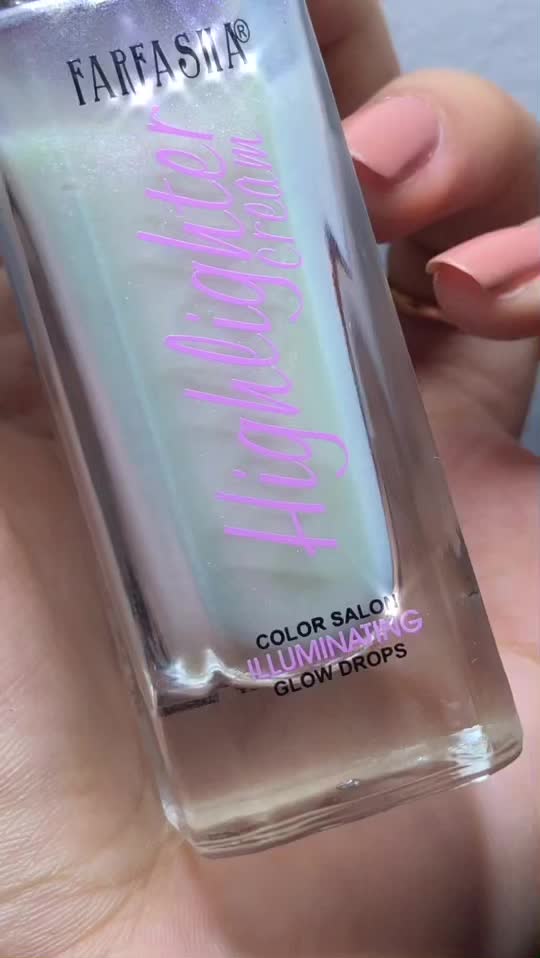 FARFASHA®
Highlighter
cream
COLOR SALON
ILLUMINATING
GLOW DROPS